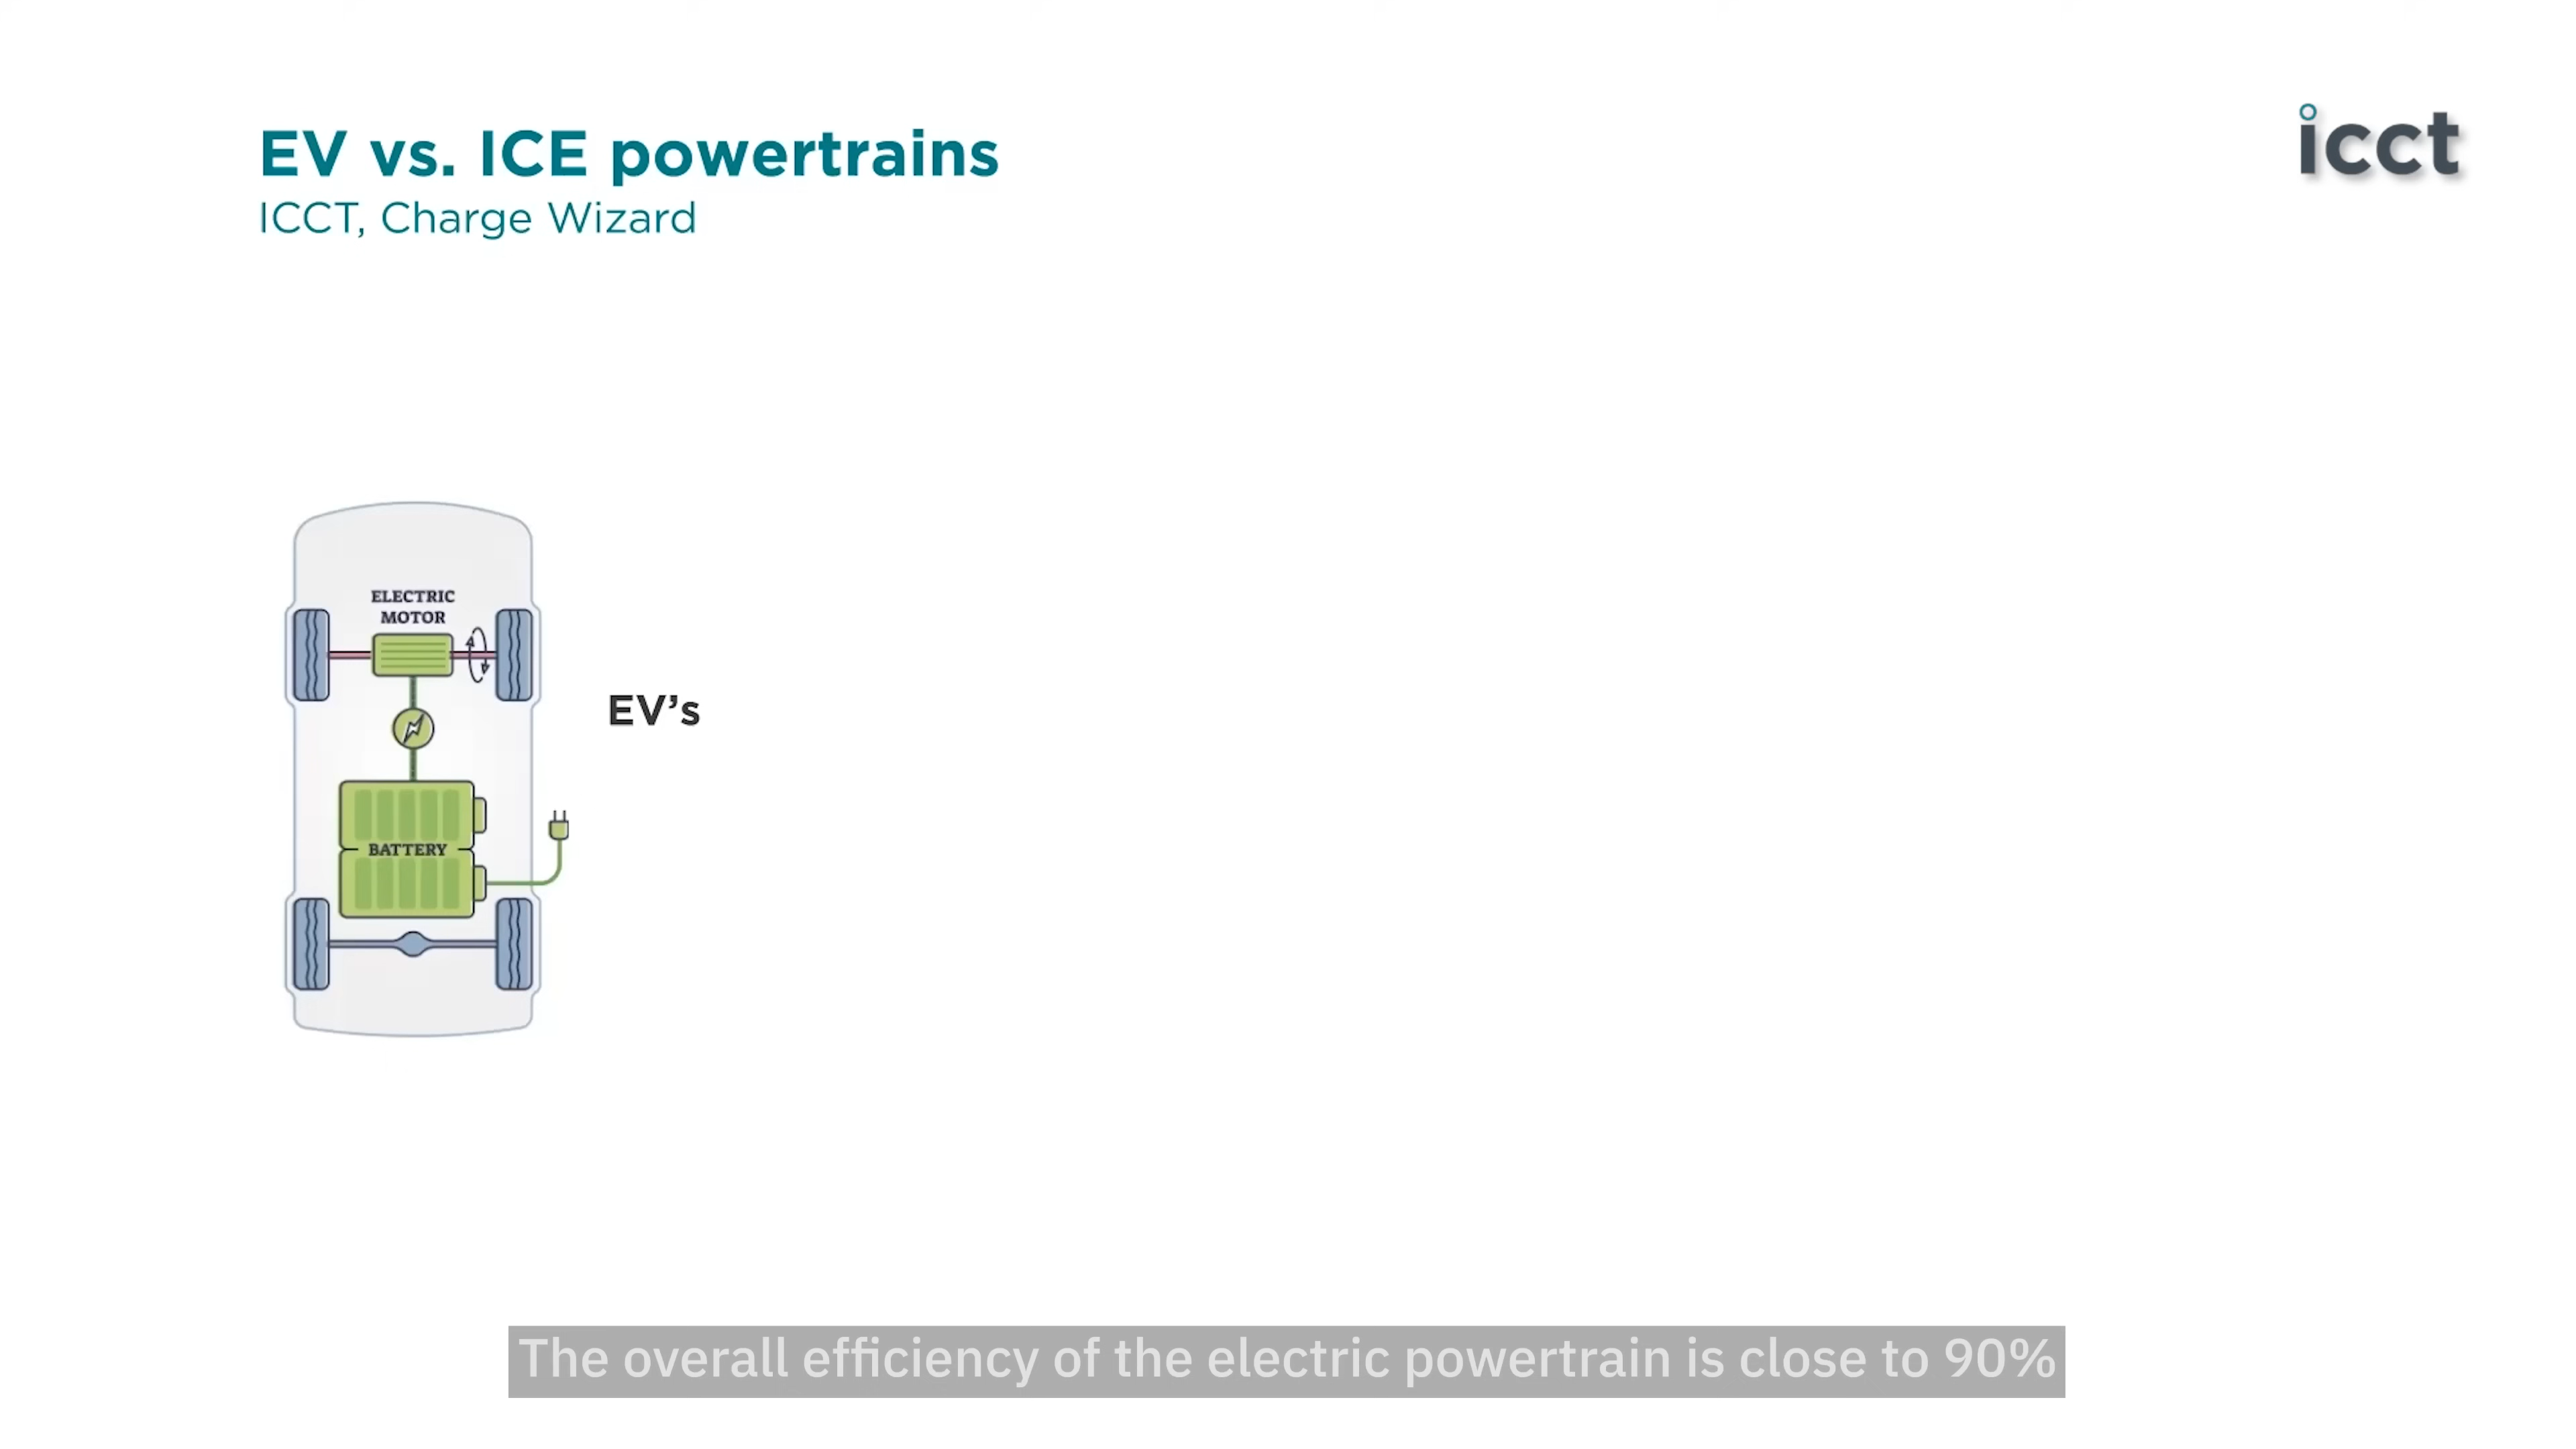 EV vs. ICE powertrains
ICCT, Charge Wizard
icct
ELECTRIC
MOTOR
EV’s
BATTERY
The overall efficiency of the electric powertrain is close to 90%